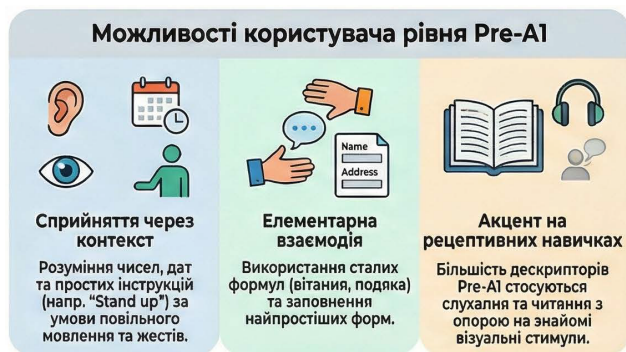 Можливості користувача рівня Pre-A1
Name
Address
Сприйняття через
контекст
Розуміння чисел, дат
та простих інструкцій
(напр. “Stand up”) за
умови повільного
мовлення та жестів.
Елементарна
взаємодія
Використання сталих
формул (вітання, подяка)
та заповнення
найпростіших форм.
Акцент на
рецептивних навичках
Більшість дескрипторів
Pre-A1 стосуються
слухалня та читання з
опорою на знайомі
візуальні стимули.